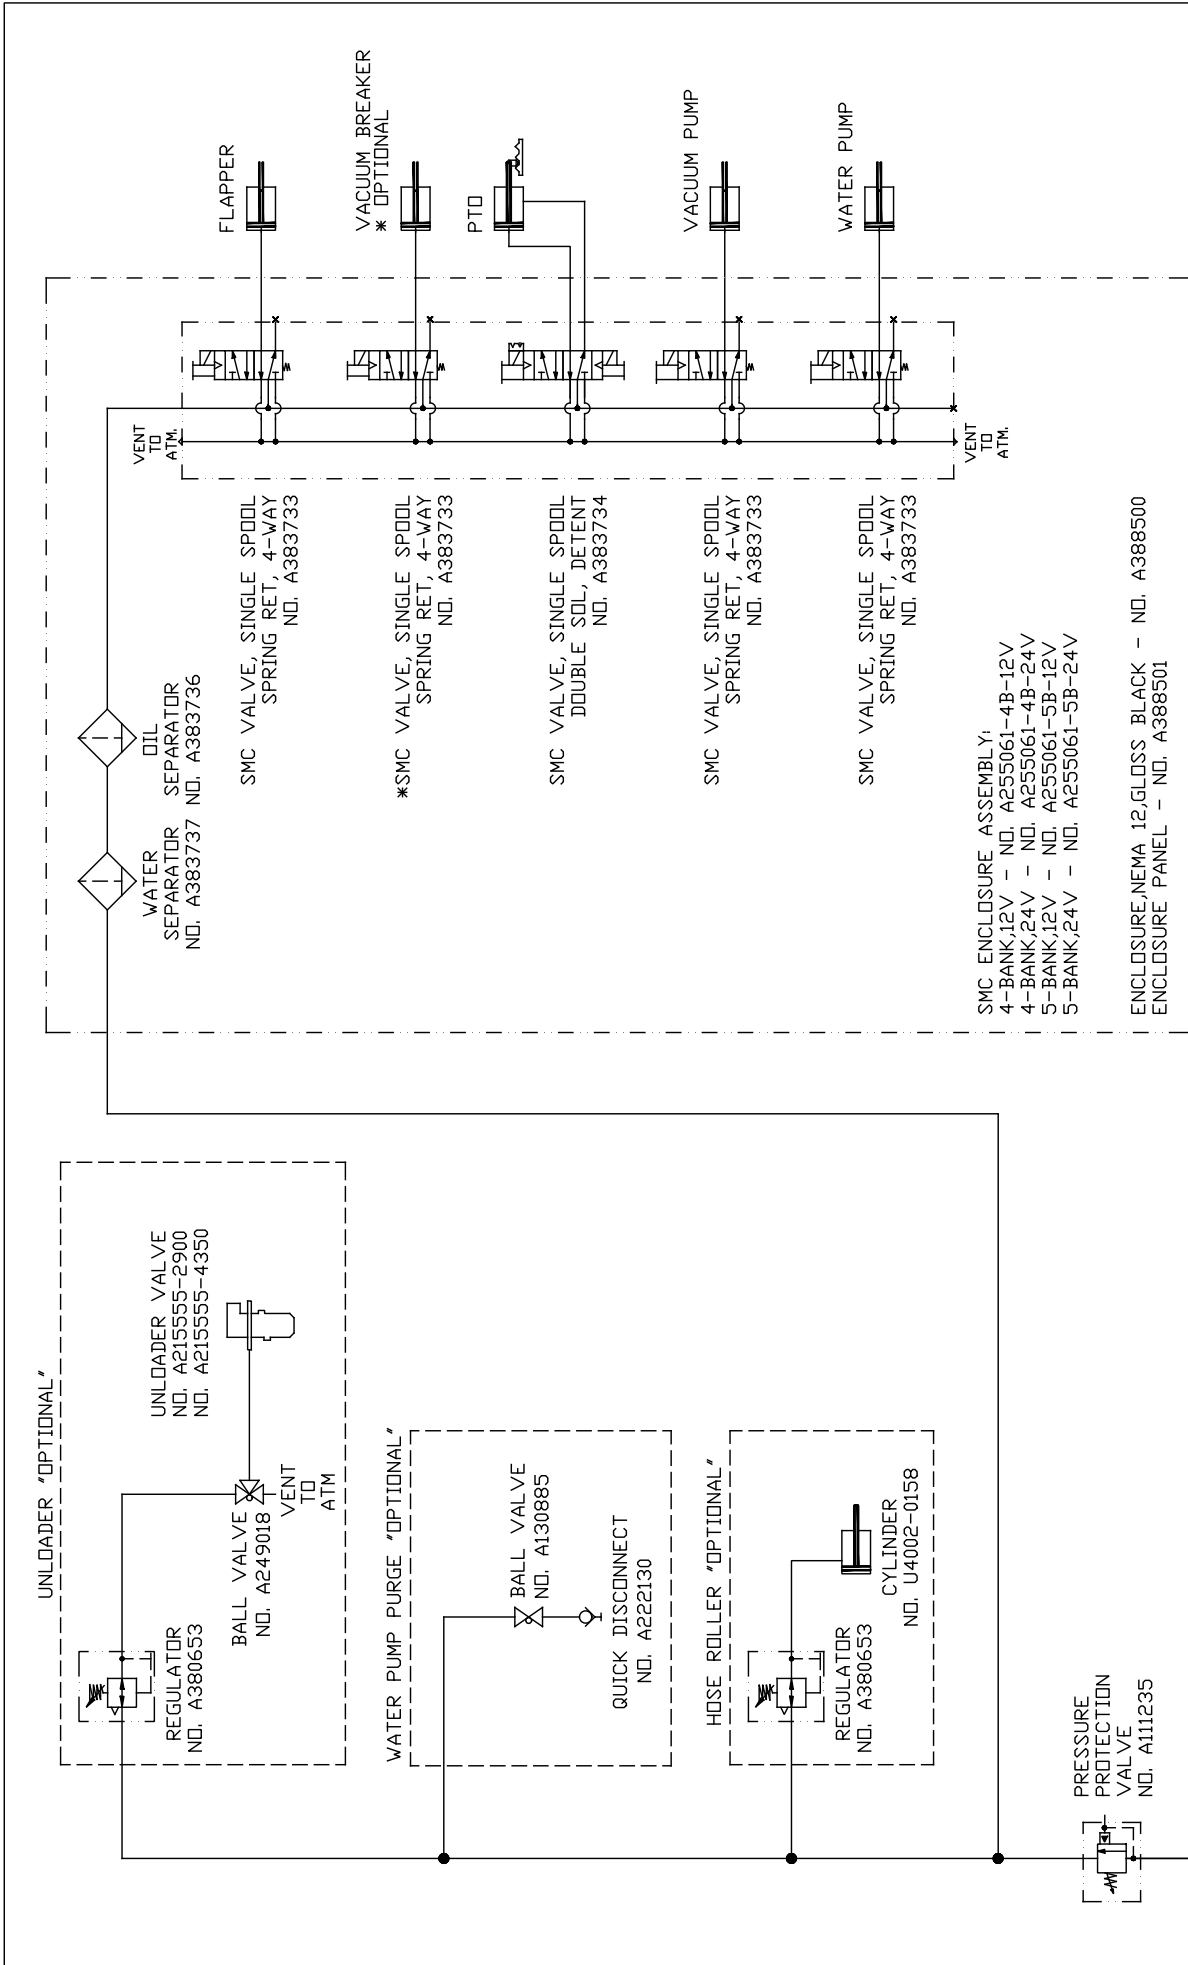 UNLOADER "OPTIONAL"
REGULATOR
NO. A380653
BALL VALVE
NO. A249018
VENT
TO
ATM
UNLOADER VALVE
NO. A215555-2900
NO. A215555-4350
WATER PUMP PURGE "OPTIONAL"
BALL VALVE
NO. A130885
QUICK DISCONNECT
NO. A222130
HOSE ROLLER "OPTIONAL"
REGULATOR
NO. A380653
CYLINDER
NO. U4002-0158
PRESSURE
PROTECTION
VALVE
NO. A111235
WATER
SEPARATOR
NO. A383737
OIL
SEPARATOR
NO. A383736
VENT
TO
ATM.
SMC VALVE, SINGLE SPOOL
SPRING RET, 4-WAY
NO. A383733
*SMC VALVE, SINGLE SPOOL
SPRING RET, 4-WAY
NO. A383733
SMC VALVE, SINGLE SPOOL
DOUBLE SOL, DETENT
NO. A383734
SMC VALVE, SINGLE SPOOL
SPRING RET, 4-WAY
NO. A383733
SMC VALVE, SINGLE SPOOL
SPRING RET, 4-WAY
NO. A383733
VENT
TO
ATM.
FLAPPER
VACUUM BREAKER
* OPTIONAL
PTO
VACUUM PUMP
WATER PUMP
SMC ENCLOSURE ASSEMBLY:
4-BANK,12V - NO. A255061-4B-12V
4-BANK,24V - NO. A255061-4B-24V
5-BANK,12V - NO. A255061-5B-12V
5-BANK,24V - NO. A255061-5B-24V
ENCLOSURE,NEMA 12,GLOSS BLACK - NO. A388500
ENCLOSURE PANEL - NO. A388501